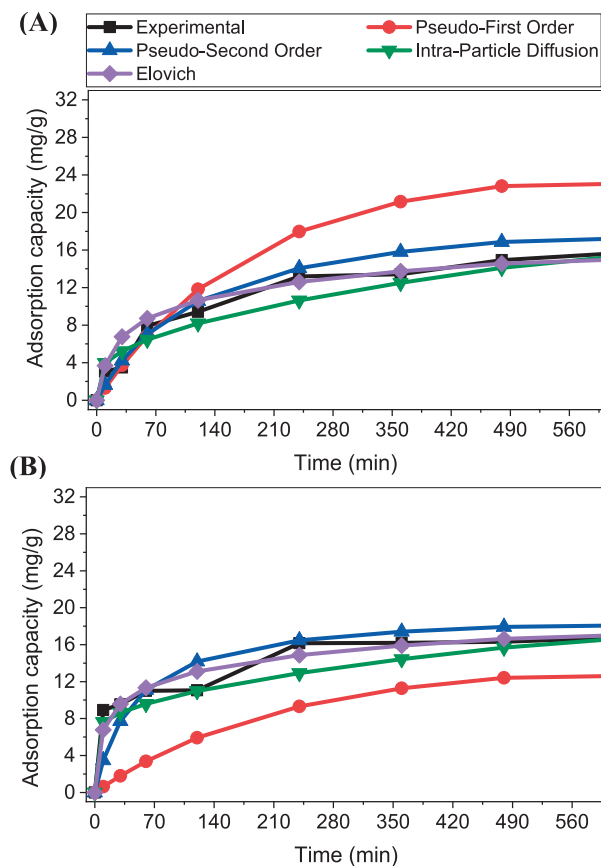 (A)
Experimental
Pseudo-First Order
Pseudo-Second Order
Intra-Particle Diffusion
Elovich
32
28
24
20
16
12
8
4
0
Adsorption capacity (mg/g)
0 70 140 210 280 350 420 490 560
Time (min)
(B)
32
28
24
20
16
12
8
4
0
Adsorption capacity (mg/g)
0 70 140 210 280 350 420 490 560
Time (min)